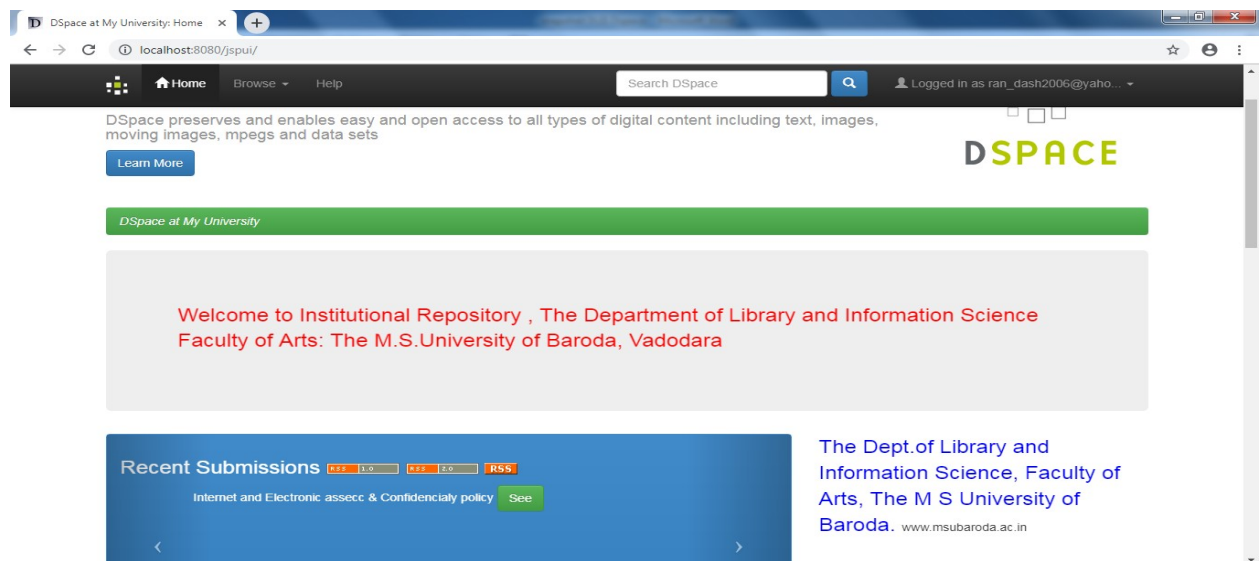 DSpace at My University: Home
localhost:8080/jspui/
Home Browse Help Search DSpace Logged in as ran_dash2006@yaho...
DSpace preserves and enables easy and open access to all types of digital content including text, images,
moving images, mpegs and data sets
Learn More
DSPACE
DSpace at My University
Welcome to Institutional Repository , The Department of Library and Information Science
Faculty of Arts: The M.S.University of Baroda, Vadodara
Recent Submissions RSS 1.0 RSS 2.0 RSS
Internet and Electronic assecc & Confidencialy policy See
The Dept.of Library and
Information Science, Faculty of
Arts, The M S University of
Baroda. www.msubaroda.ac.in